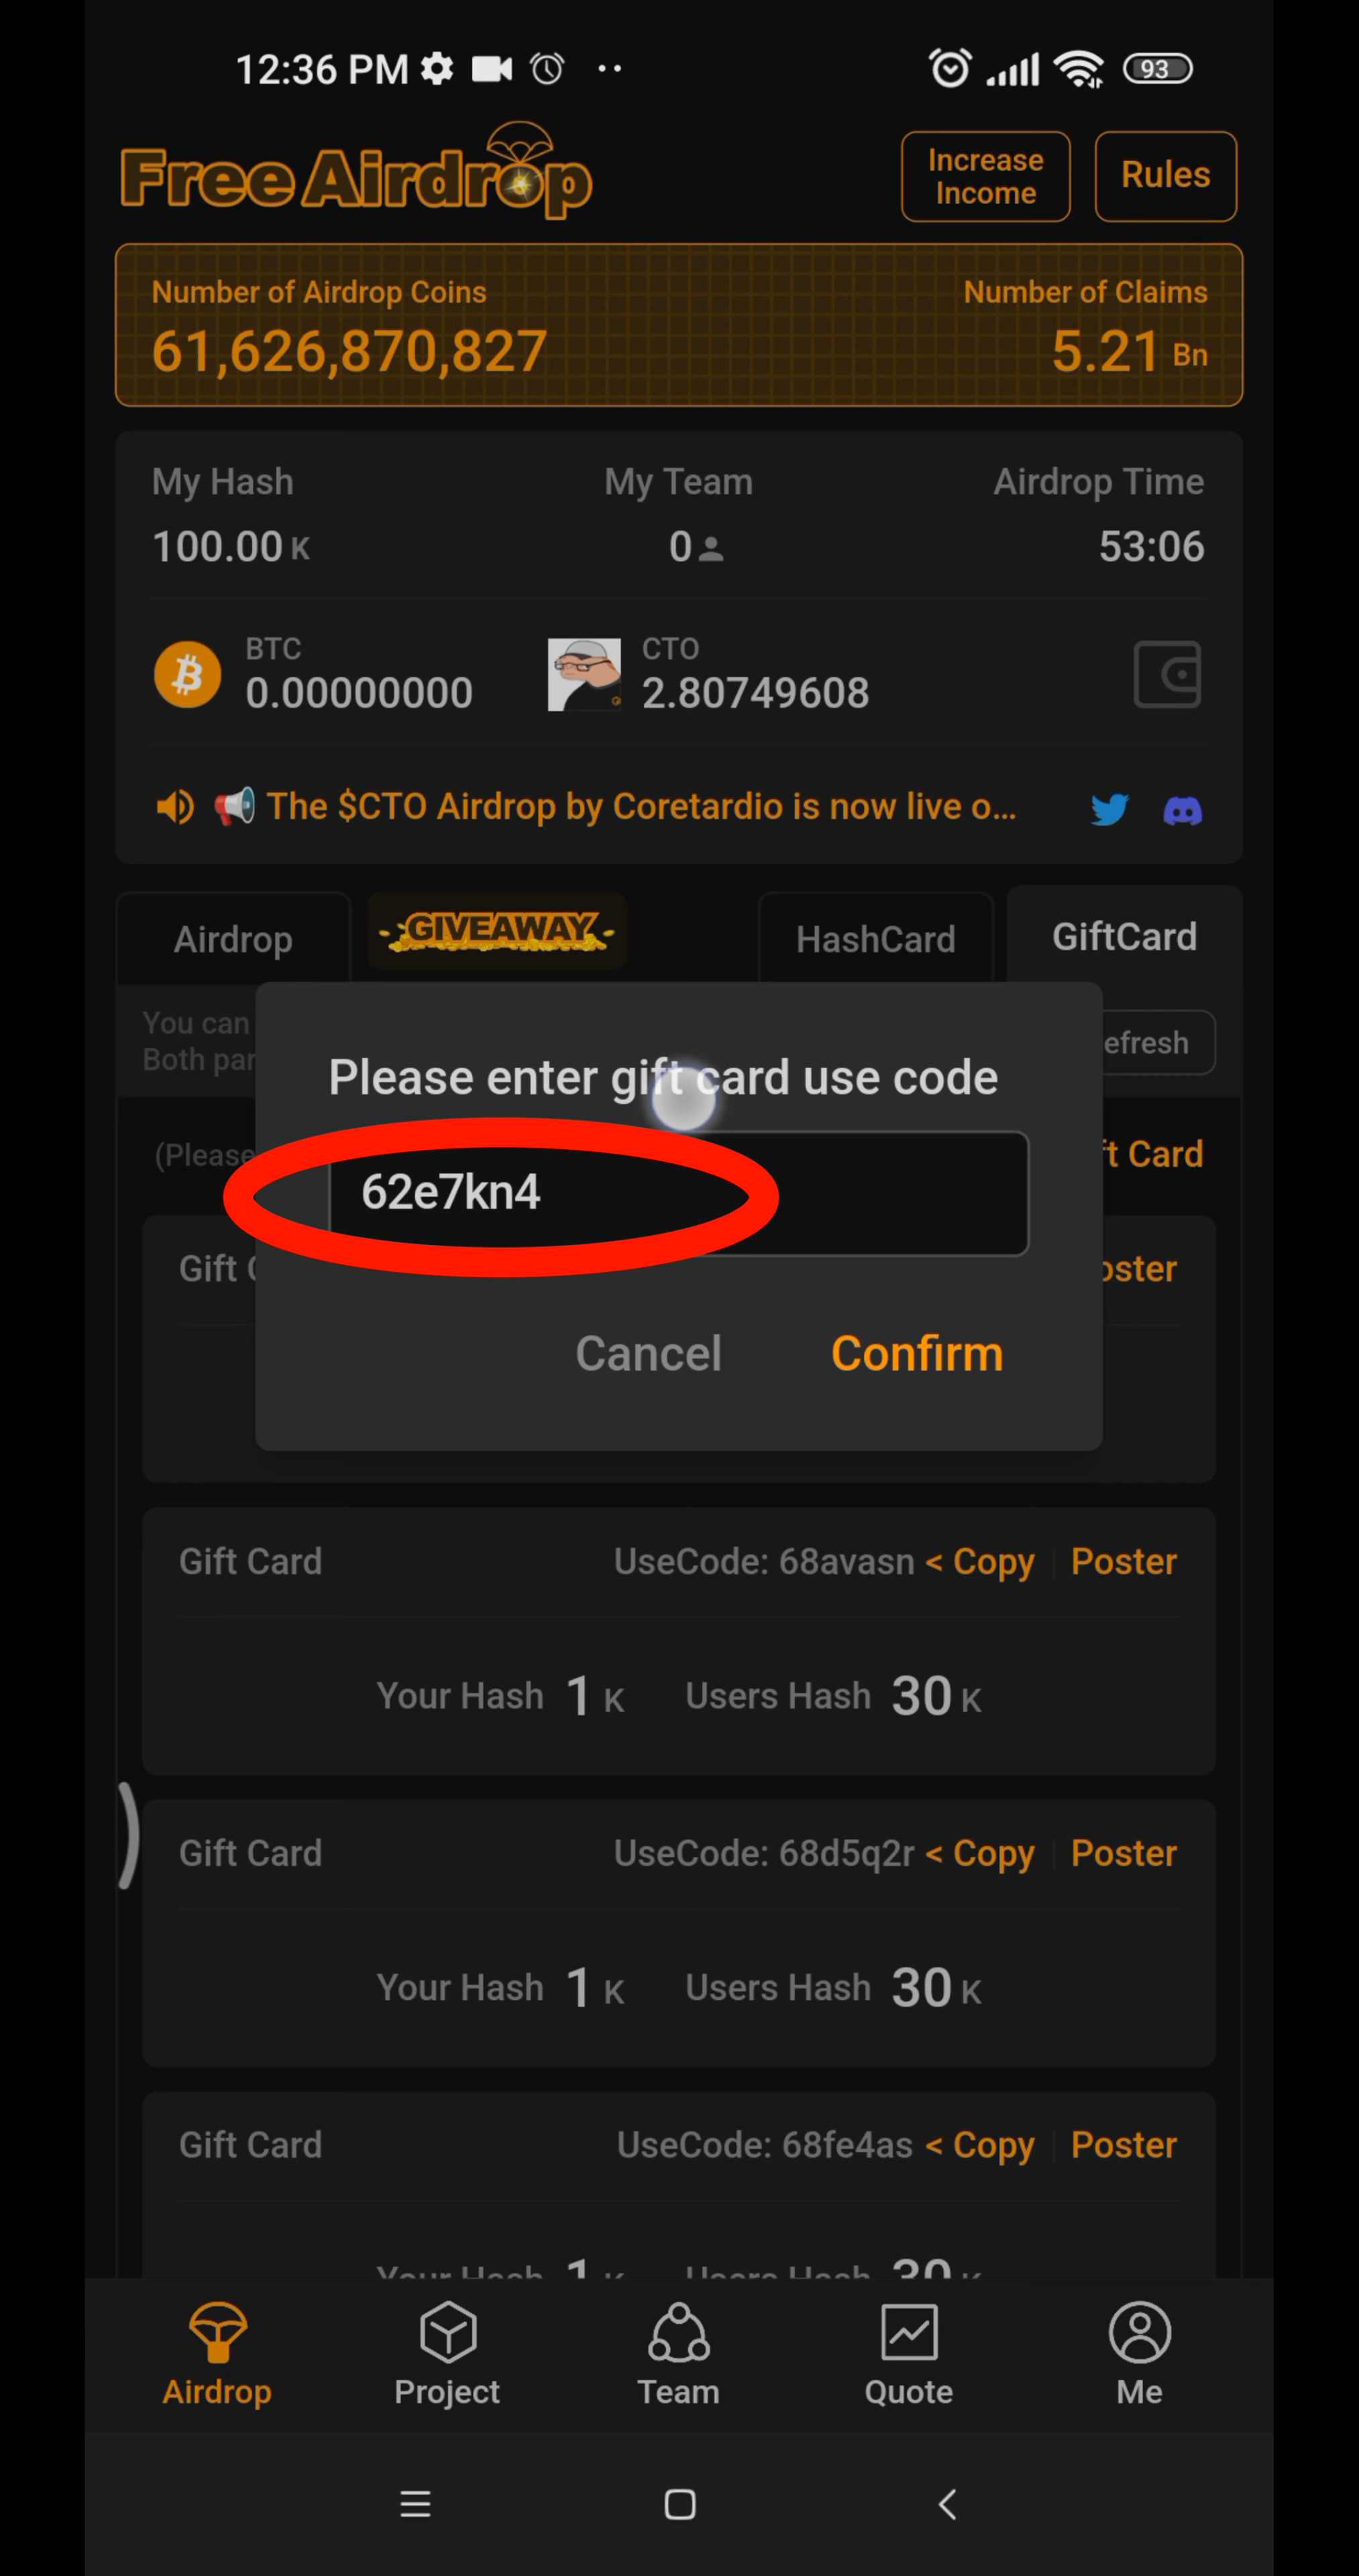 12:36 PM
93
Free Airdrop
Increase
Income
Rules
Number of Airdrop Coins
Number of Claims
61,626,870,827
5.21 Bn
My Hash
My Team
Airdrop Time
100.00 K
0
53:06
BTC
0.00000000
CTO
2.80749608
The $CTO Airdrop by Coretardio is now live o...
Airdrop
GIVEAWAY
HashCard
GiftCard
You can
Both par
efresh
Please enter gift card use code
(Please
t Card
62e7kn4
Gift
oster
Cancel
Confirm
Gift Card
UseCode: 68avasn < Copy
Poster
Your Hash 1 K
Users Hash 30 K
Gift Card
UseCode: 68d5q2r < Copy
Poster
Your Hash 1 K
Users Hash 30 K
Gift Card
UseCode: 68fe4as < Copy
Poster
Your Hash 1 K
Users Hash 30 K
Airdrop
Project
Team
Quote
Me